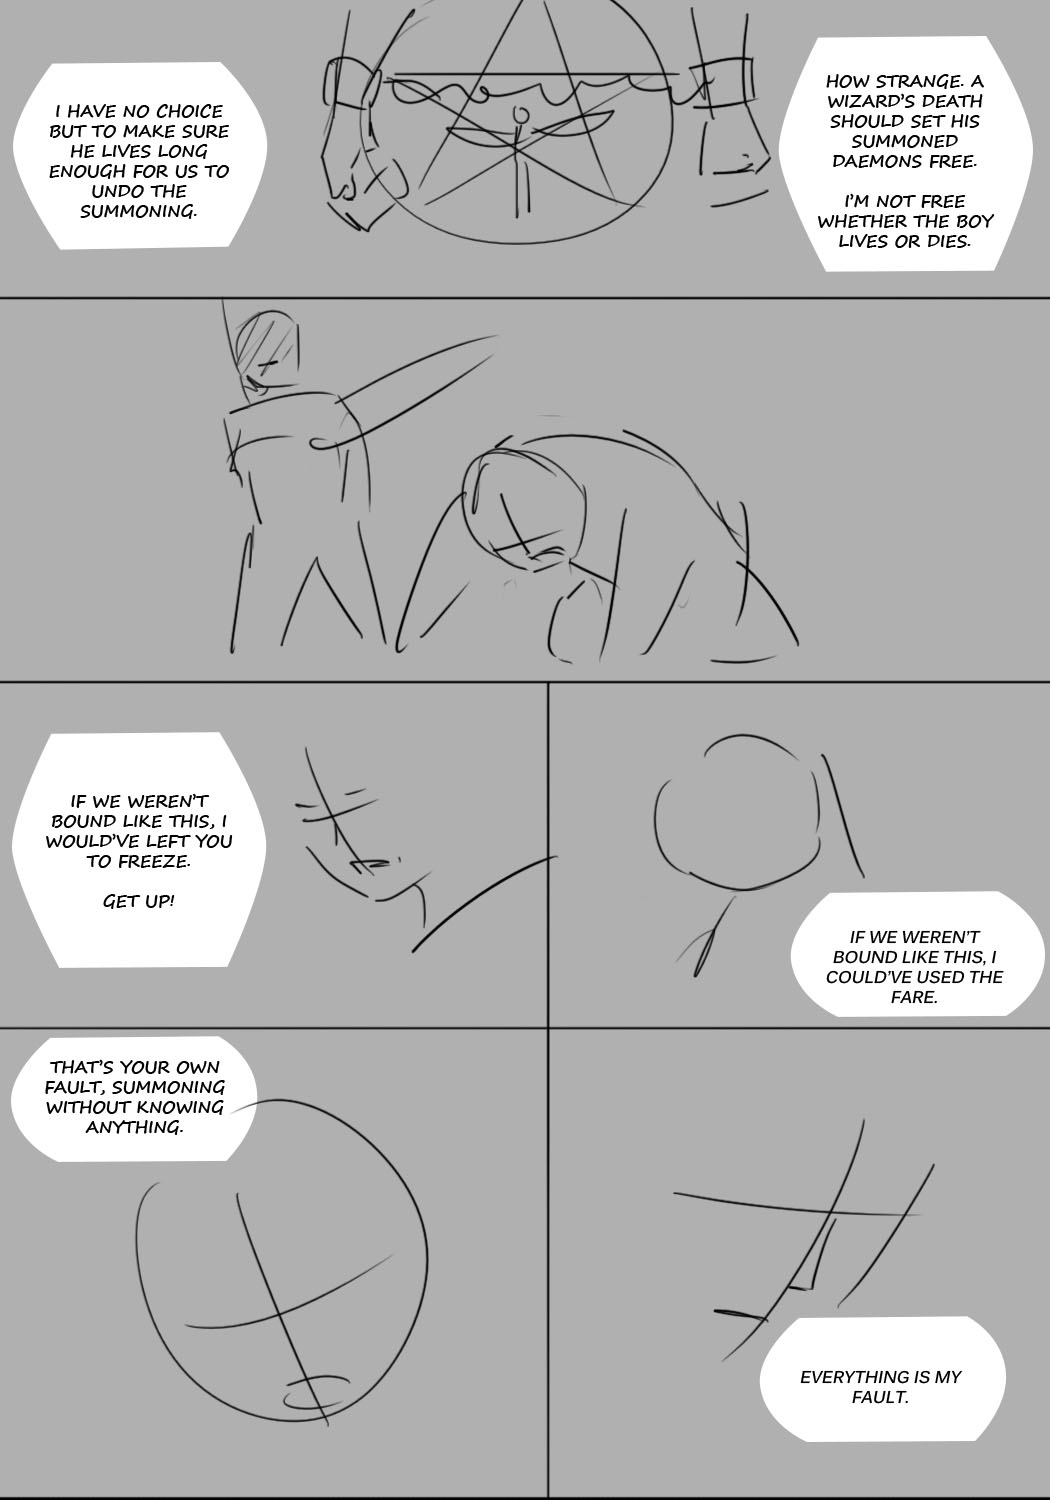 I HAVE NO CHOICE
BUT TO MAKE SURE
HE LIVES LONG
ENOUGH FOR US TO
UNDO THE
SUMMONING.
HOW STRANGE. A
WIZARD'S DEATH
SHOULD SET HIS
SUMMONED
DAEMONS FREE.
I'M NOT FREE
WHETHER THE BOY
LIVES OR DIES.
IF WE WEREN'T
BOUND LIKE THIS, I
WOULD'VE LEFT YOU
TO FREEZE.
GET UP!
IF WE WEREN'T
BOUND LIKE THIS, I
COULD'VE USED THE
FARE.
THAT'S YOUR OWN
FAULT, SUMMONING
WITHOUT KNOWING
ANYTHING.
EVERYTHING IS MY
FAULT.